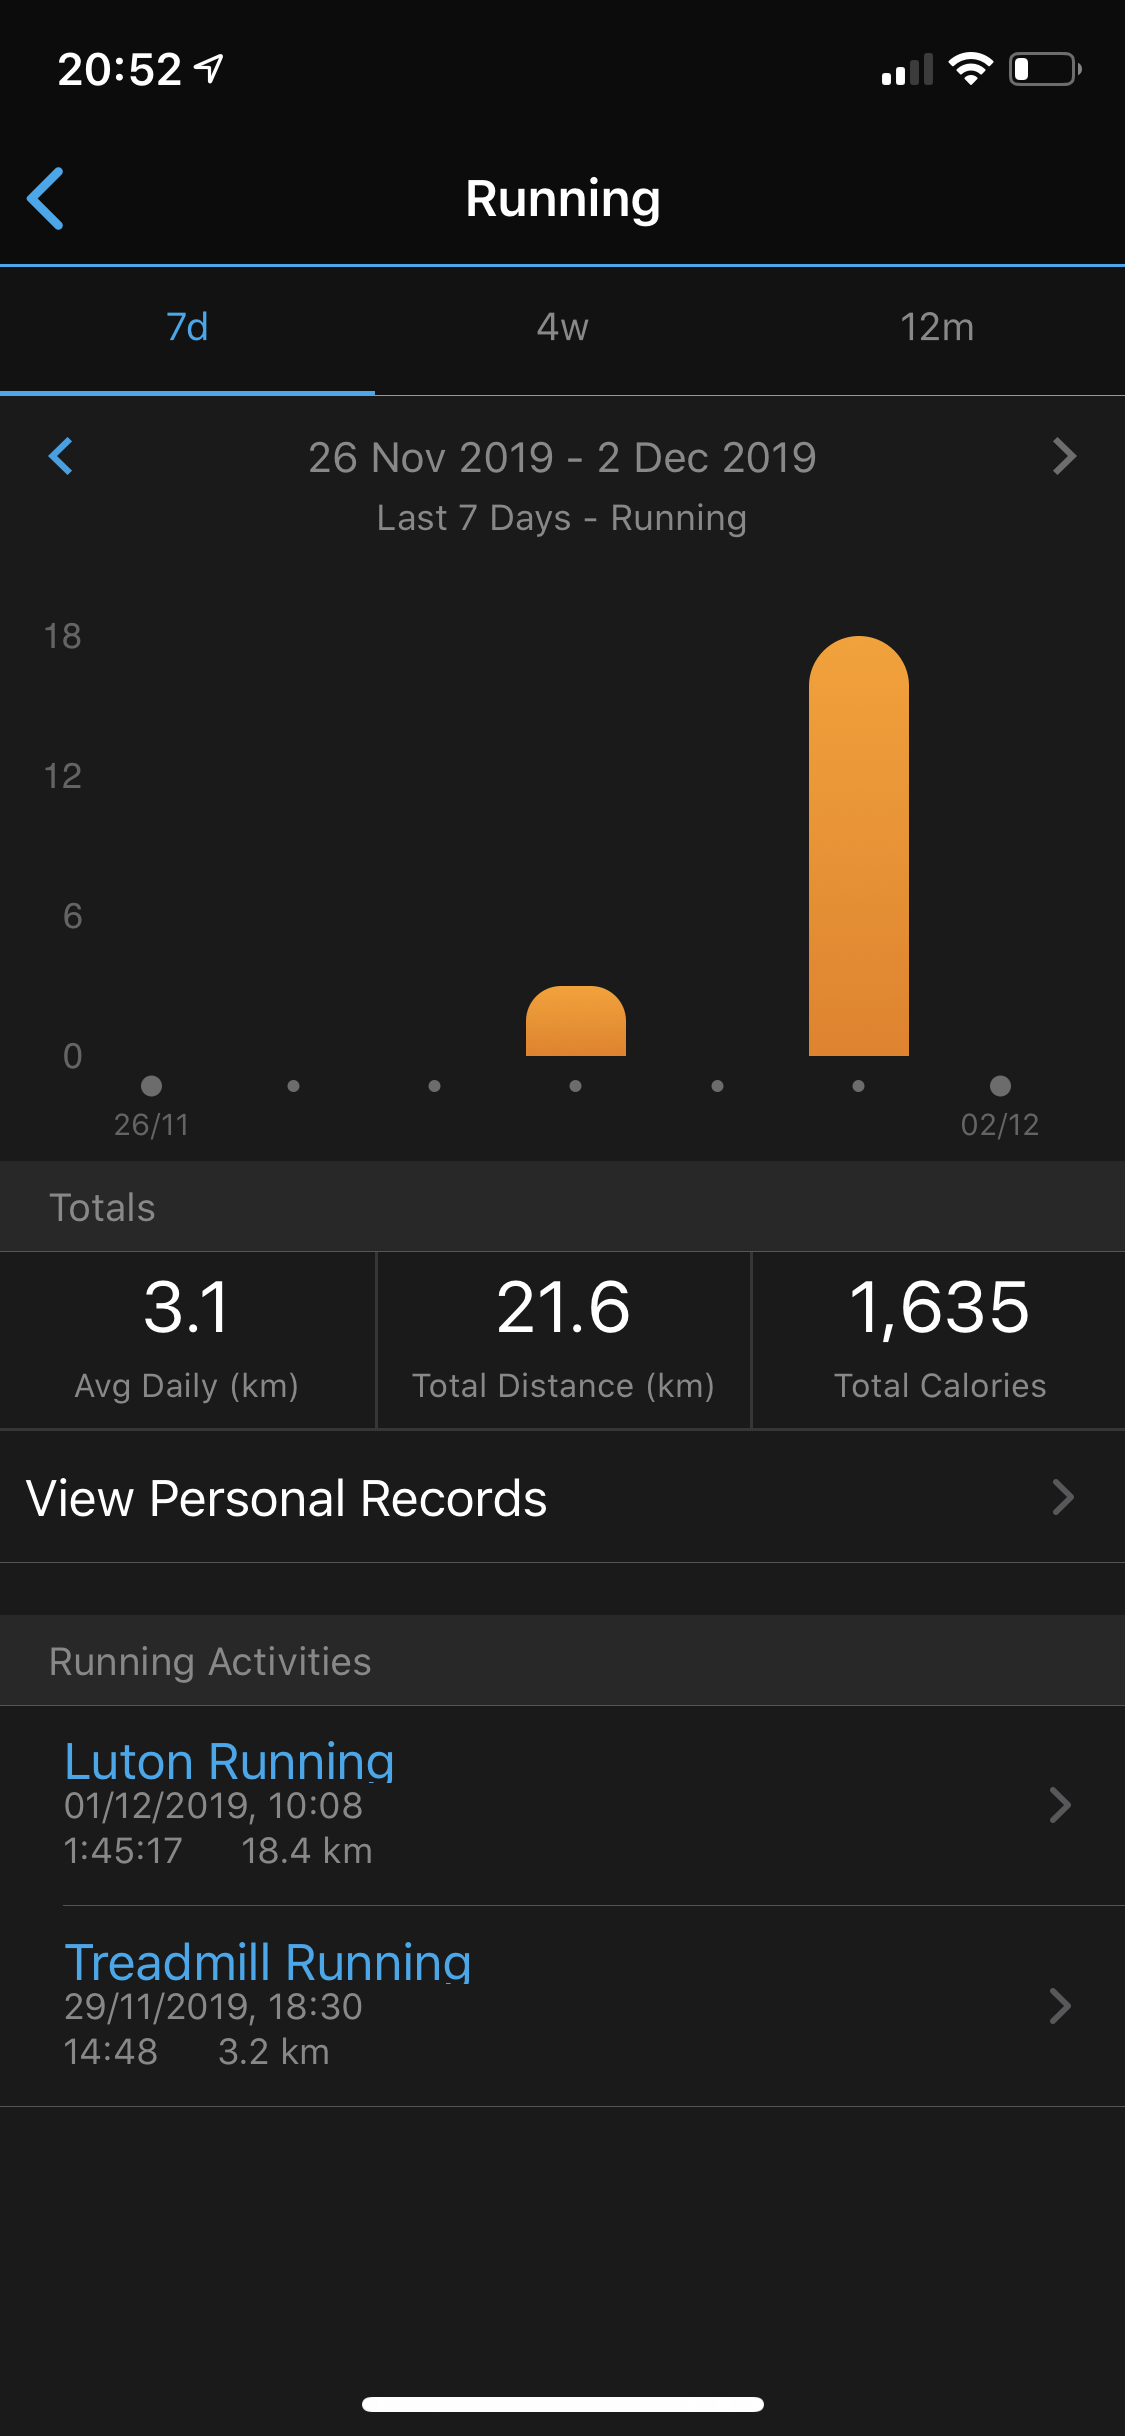 20:52
Running
7d 4w 12m
26 Nov 2019 - 2 Dec 2019
Last 7 Days - Running
18
12
6
0
26/11 02/12
Totals
3.1 21.6 1,635
Avg Daily (km) Total Distance (km) Total Calories
View Personal Records
Running Activities
Luton Running
01/12/2019, 10:08
1:45:17 18.4 km
Treadmill Running
29/11/2019, 18:30
14:48 3.2 km